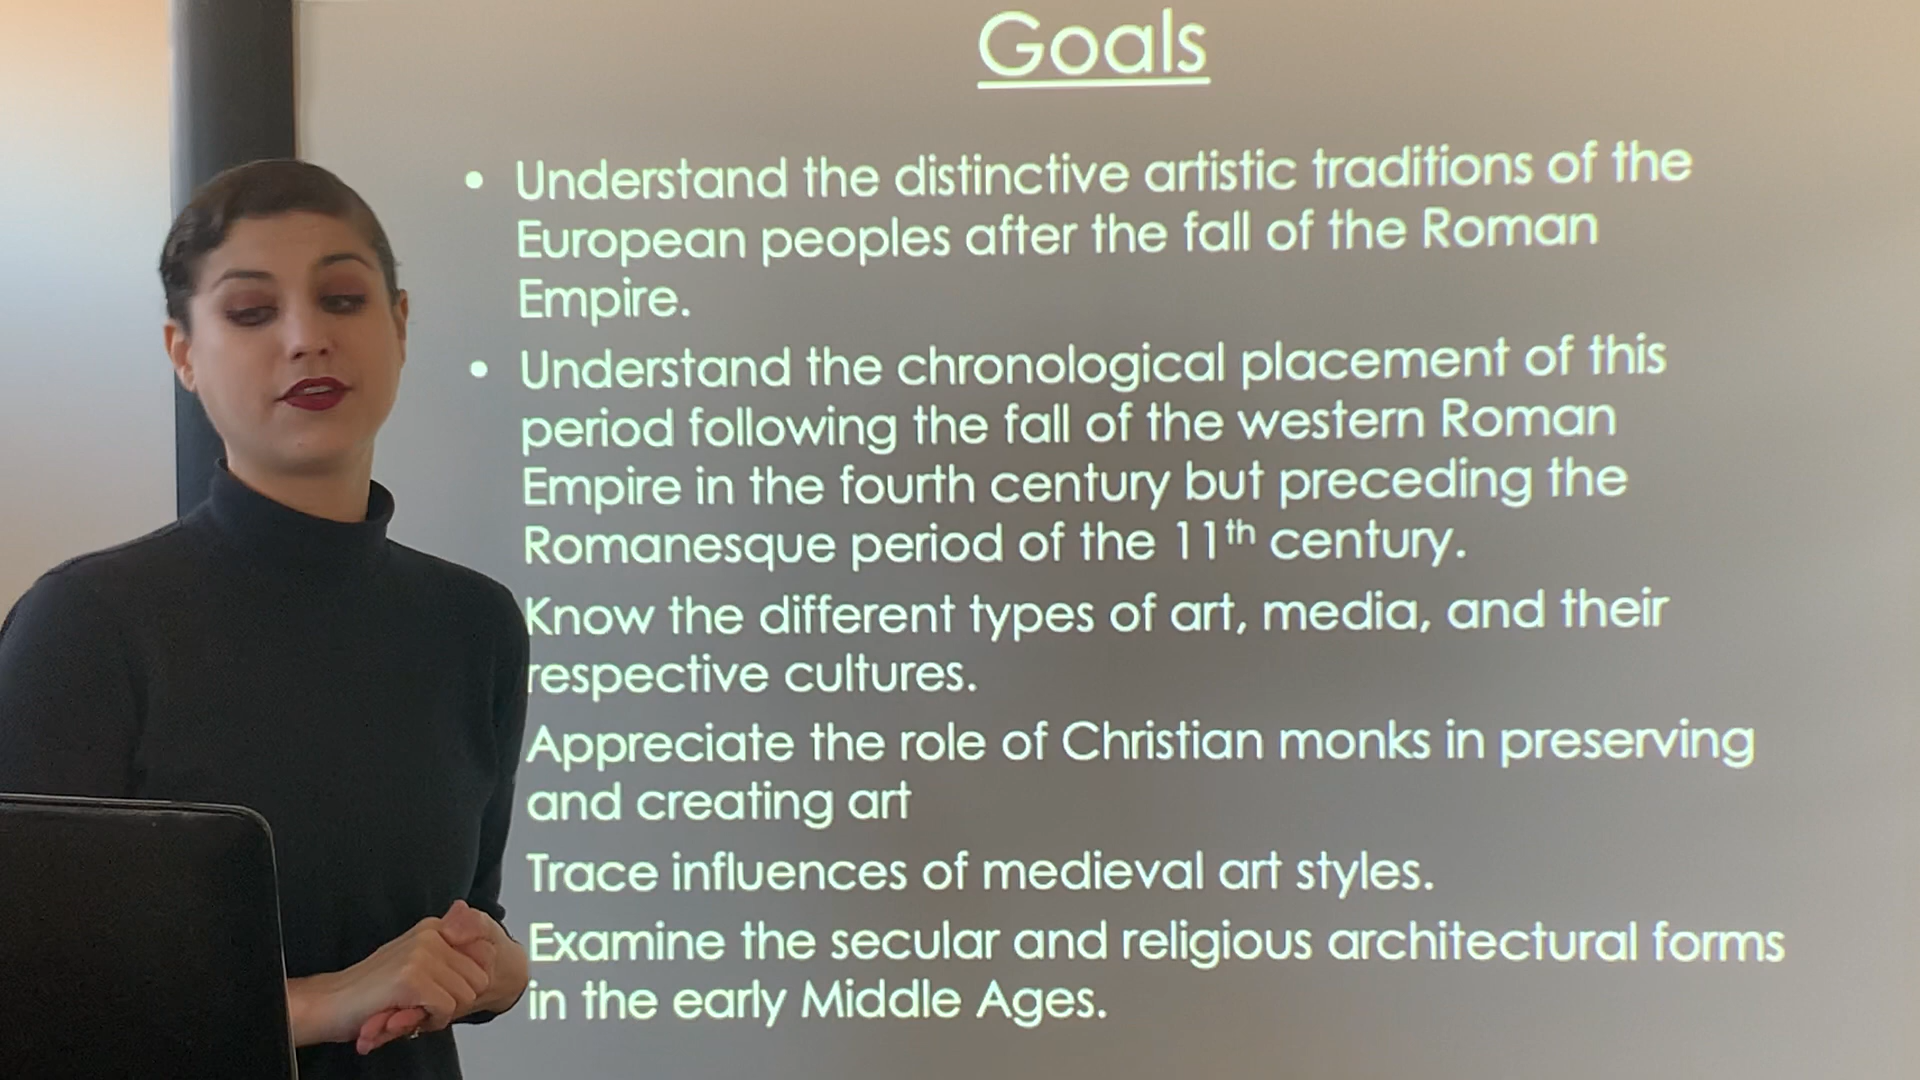 Goals
• Understand the distinctive artistic traditions of the
European peoples after the fall of the Roman
Empire.
• Understand the chronological placement of this
period following the fall of the western Roman
Empire in the fourth century but preceding the
Romanesque period of the 11th century.
Know the different types of art, media, and their
respective cultures.
Appreciate the role of Christian monks in preserving
and creating art
Trace influences of medieval art styles.
Examine the secular and religious architectural forms
in the early Middle Ages.